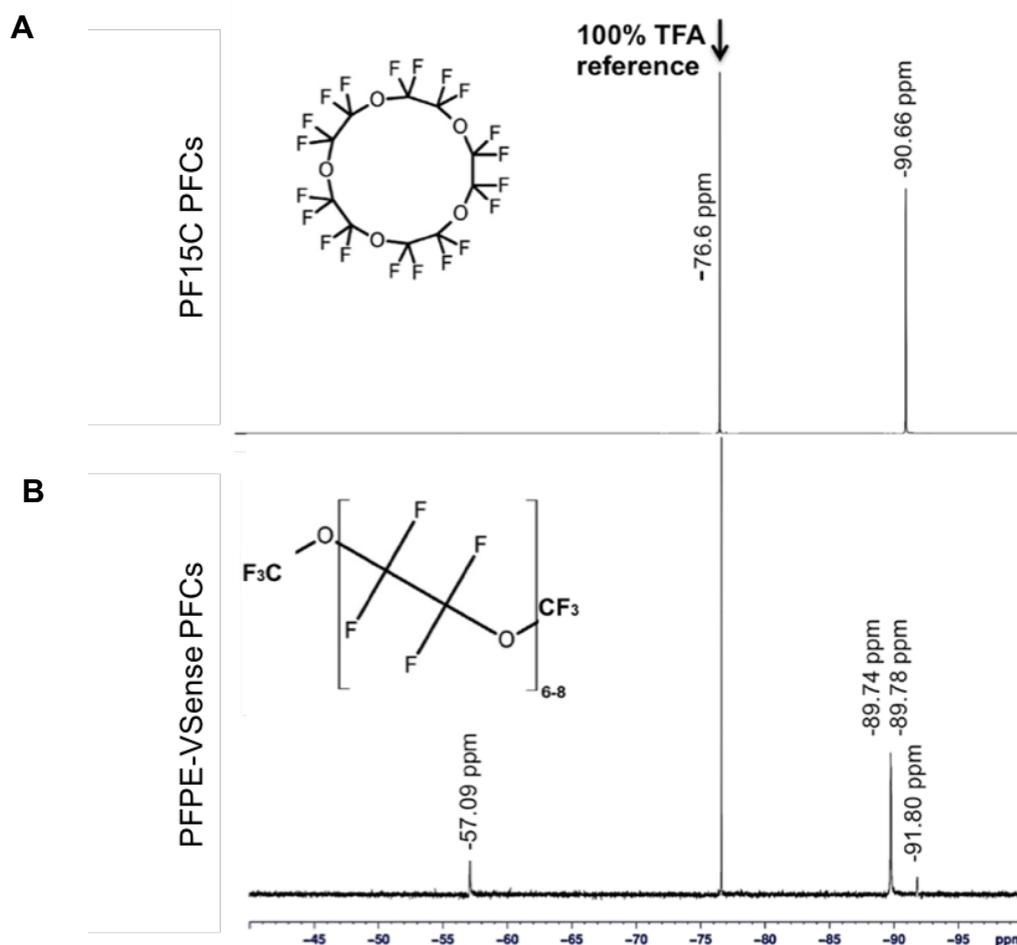 A
PF15C PFCs
100% TFA
reference
-76.6 ppm
-90.66 ppm
F F
F F
F F
F F
F F
F F
F F
F F
F F
F F
O
O
O
O
O
B
PFPE-VSense PFCs
F₃C
O
F
F
F
F
O
CF₃
6-8
-57.09 ppm
-89.74 ppm
-89.78 ppm
-91.80 ppm
-45 -50 -55 -60 -65 -70 -75 -80 -85 -90 -95 ppm